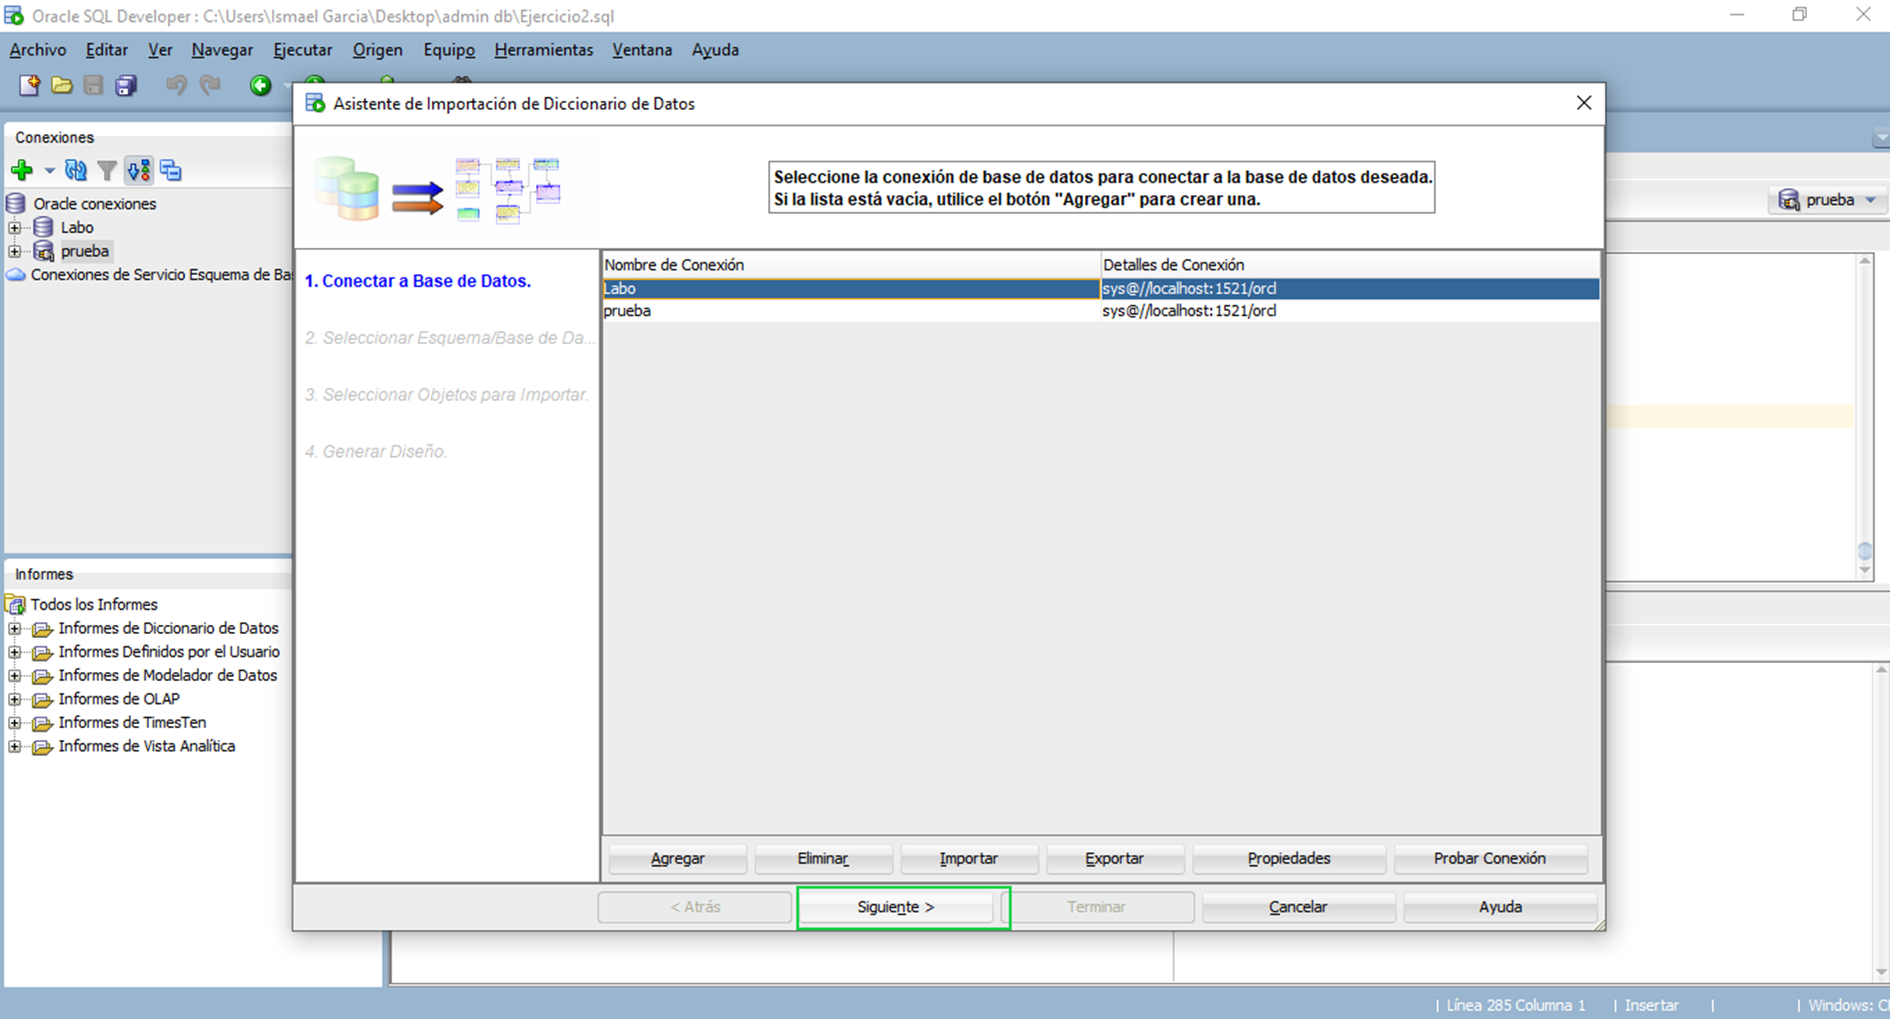 Oracle SQL Developer : C:\Users\Ismael Garcia\Desktop\admin db\Ejercicio2.sql
Archivo Editar Ver Navegar Ejecutar Origen Equipo Herramientas Ventana Ayuda
Asistente de Importación de Diccionario de Datos
Conexiones
Oracle conexiones
Labo
prueba
Conexiones de Servicio Esquema de Ba
Seleccione la conexión de base de datos para conectar a la base de datos deseada.
Si la lista está vacía, utilice el botón "Agregar" para crear una.
prueba
1. Conectar a Base de Datos.
2. Seleccionar Esquema/Base de Da...
3. Seleccionar Objetos para Importar.
4. Generar Diseño.
Nombre de Conexión Detalles de Conexión
Labo sys@//localhost:1521/orcl
prueba sys@//localhost:1521/orcl
Informes
Todos los Informes
Informes de Diccionario de Datos
Informes Definidos por el Usuario
Informes de Modelador de Datos
Informes de OLAP
Informes de TimesTen
Informes de Vista Analítica
Agregar Eliminar Importar Exportar Propiedades Probar Conexión
< Atrás Siguiente > Terminar Cancelar Ayuda
| Línea 285 Columna 1 | Insertar | | Windows: C